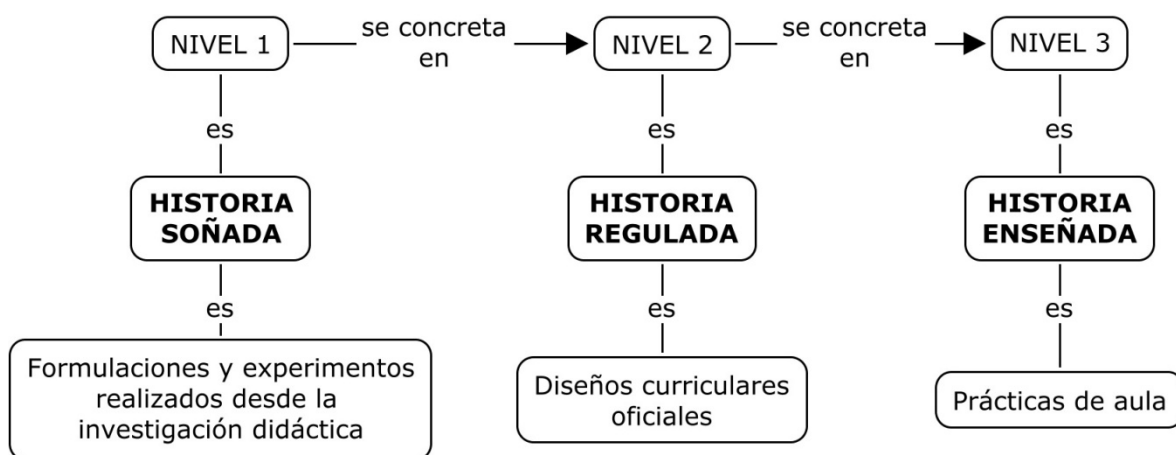 NIVEL 1
se concreta
en
NIVEL 2
se concreta
en
NIVEL 3
es
es
es
HISTORIA
SOÑADA
HISTORIA
REGULADA
HISTORIA
ENSEÑADA
es
es
es
Formulaciones y experimentos
realizados desde la
investigación didáctica
Diseños curriculares
oficiales
Prácticas de aula